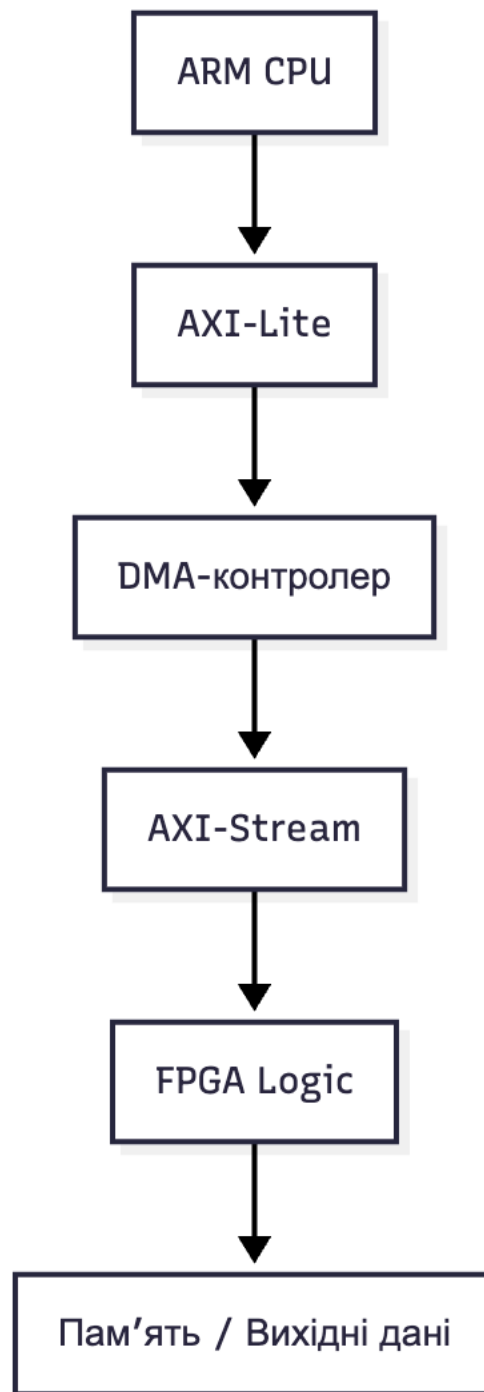 ARM CPU
AXI-Lite
DMA-контролер
AXI-Stream
FPGA Logic
Пам’ять / Вихідні дані